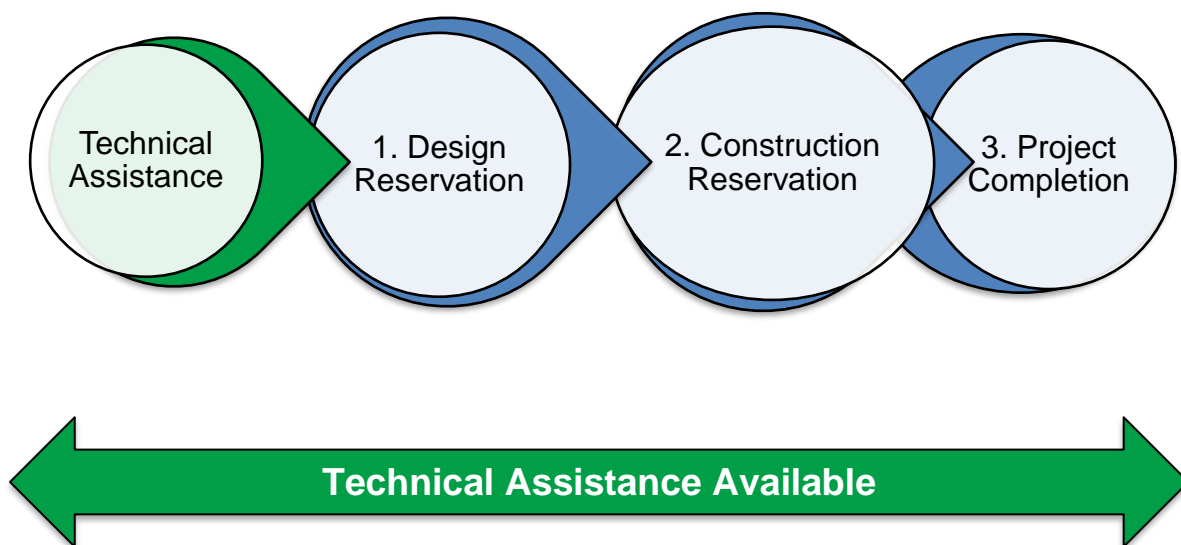 Technical
Assistance
1. Design
Reservation
2. Construction
Reservation
3. Project
Completion
Technical Assistance Available